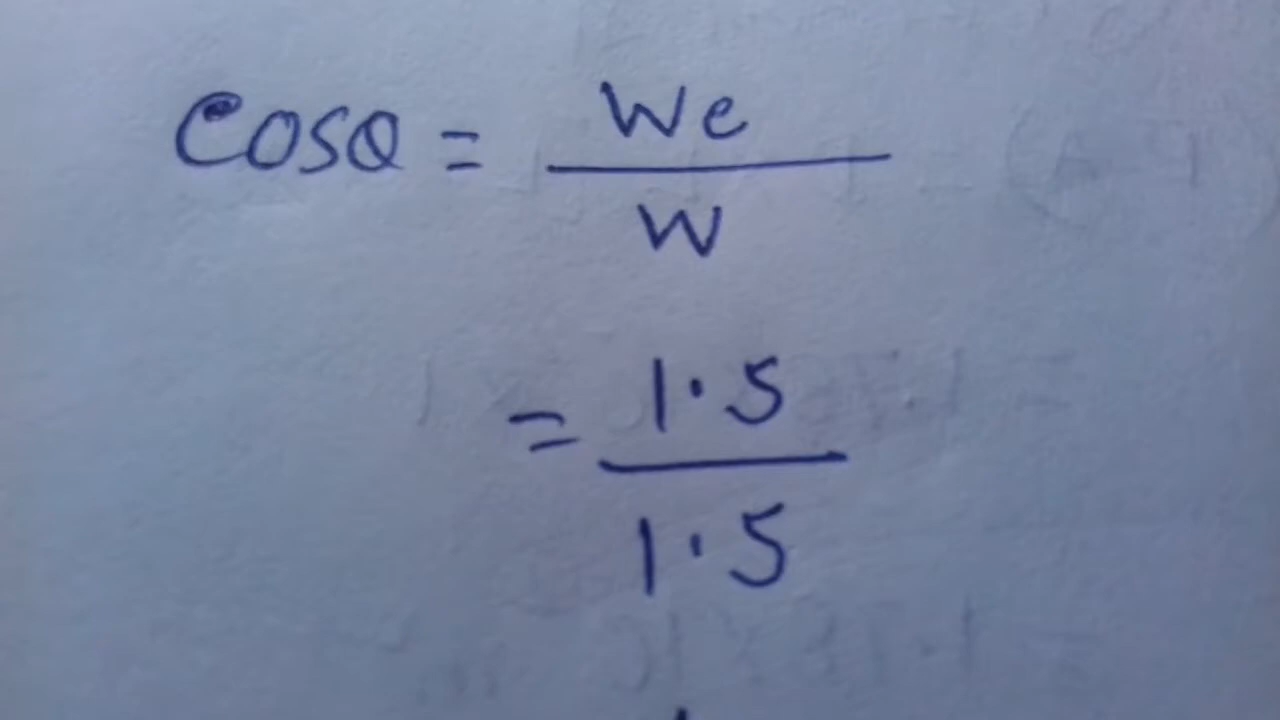 Cosθ = We
W
= 1.5
1.5